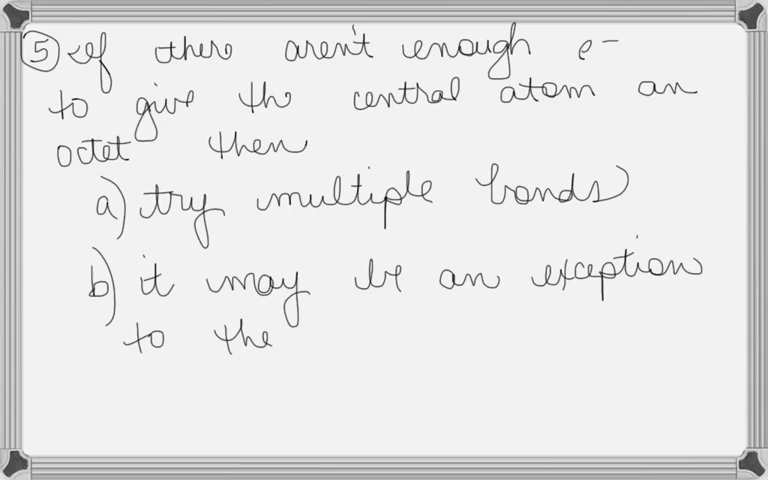 ⑤ If there aren't enough e-
to give the central atom an
octet then
a) try multiple bonds
b) it may be an exception
to the